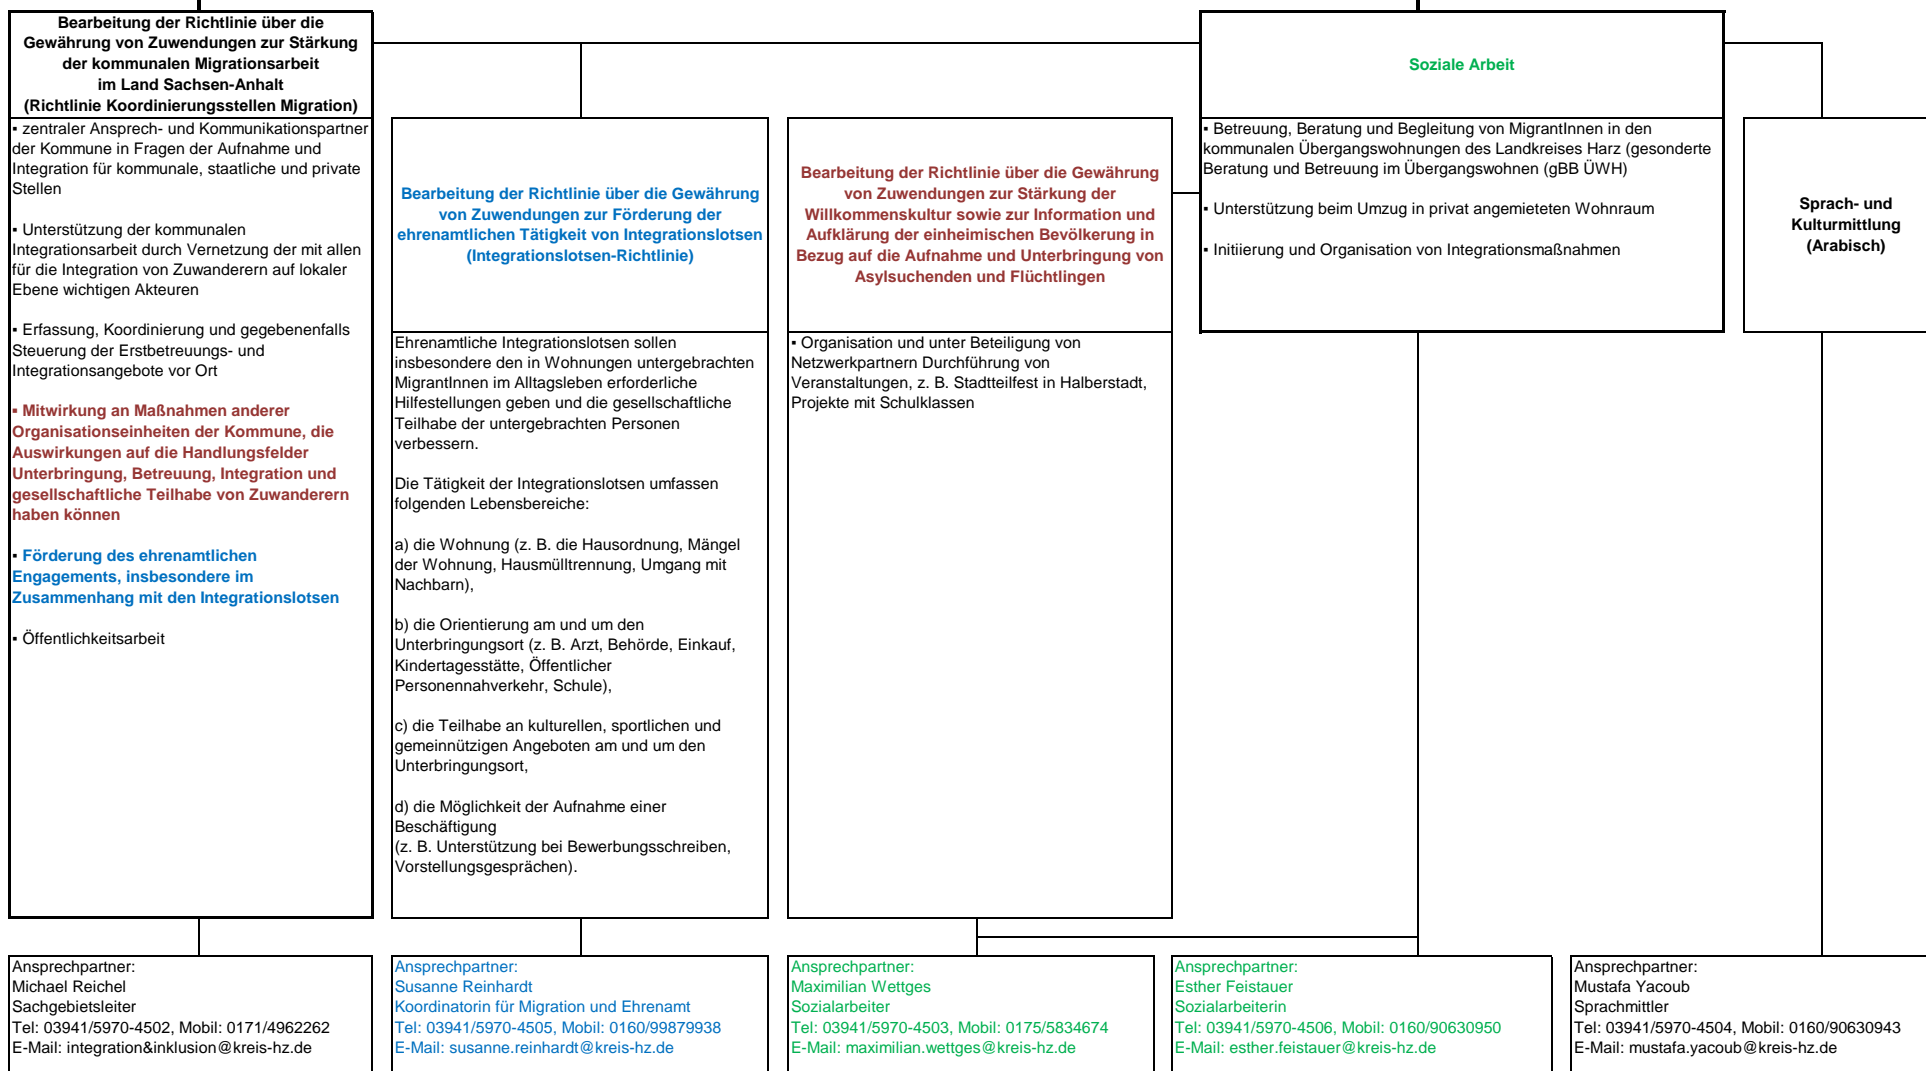 Bearbeitung der Richtlinie über die
Gewährung von Zuwendungen zur Stärkung
der kommunalen Migrationsarbeit
im Land Sachsen-Anhalt
(Richtlinie Koordinierungsstellen Migration)
▪ zentraler Ansprech- und Kommunikationspartner
der Kommune in Fragen der Aufnahme und
Integration für kommunale, staatliche und private
Stellen
▪ Unterstützung der kommunalen
Integrationsarbeit durch Vernetzung der mit allen
für die Integration von Zuwanderern auf lokaler
Ebene wichtigen Akteuren
▪ Erfassung, Koordinierung und gegebenenfalls
Steuerung der Erstbetreuungs- und
Integrationsangebote vor Ort
▪ Mitwirkung an Maßnahmen anderer
Organisationseinheiten der Kommune, die
Auswirkungen auf die Handlungsfelder
Unterbringung, Betreuung, Integration und
gesellschaftliche Teilhabe von Zuwanderern
haben können
▪ Förderung des ehrenamtlichen
Engagements, insbesondere im
Zusammenhang mit den Integrationslotsen
▪ Öffentlichkeitsarbeit
Bearbeitung der Richtlinie über die Gewährung
von Zuwendungen zur Förderung der
ehrenamtlichen Tätigkeit von Integrationslotsen
(Integrationslotsen-Richtlinie)
Ehrenamtliche Integrationslotsen sollen
insbesondere den in Wohnungen untergebrachten
MigrantInnen im Alltagsleben erforderliche
Hilfestellungen geben und die gesellschaftliche
Teilhabe der untergebrachten Personen
verbessern.
Die Tätigkeit der Integrationslotsen umfassen
folgenden Lebensbereiche:
a) die Wohnung (z. B. die Hausordnung, Mängel
der Wohnung, Hausmülltrennung, Umgang mit
Nachbarn),
b) die Orientierung am und um den
Unterbringungsort (z. B. Arzt, Behörde, Einkauf,
Kindertagesstätte, Öffentlicher
Personennahverkehr, Schule),
c) die Teilhabe an kulturellen, sportlichen und
gemeinnützigen Angeboten am und um den
Unterbringungsort,
d) die Möglichkeit der Aufnahme einer
Beschäftigung
(z. B. Unterstützung bei Bewerbungsschreiben,
Vorstellungsgesprächen).
Bearbeitung der Richtlinie über die Gewährung
von Zuwendungen zur Stärkung der
Willkommenskultur sowie zur Information und
Aufklärung der einheimischen Bevölkerung in
Bezug auf die Aufnahme und Unterbringung von
Asylsuchenden und Flüchtlingen
▪ Organisation und unter Beteiligung von
Netzwerkpartnern Durchführung von
Veranstaltungen, z. B. Stadtteilfest in Halberstadt,
Projekte mit Schulklassen
Soziale Arbeit
▪ Betreuung, Beratung und Begleitung von MigrantInnen in den
kommunalen Übergangswohnungen des Landkreises Harz (gesonderte
Beratung und Betreuung im Übergangswohnen (gBB ÜWH)
▪ Unterstützung beim Umzug in privat angemieteten Wohnraum
▪ Initiierung und Organisation von Integrationsmaßnahmen
Sprach- und
Kulturmittlung
(Arabisch)
Ansprechpartner:
Michael Reichel
Sachgebietsleiter
Tel: 03941/5970-4502, Mobil: 0171/4962262
E-Mail: integration&inklusion@kreis-hz.de
Ansprechpartner:
Susanne Reinhardt
Koordinatorin für Migration und Ehrenamt
Tel: 03941/5970-4505, Mobil: 0160/99879938
E-Mail: susanne.reinhardt@kreis-hz.de
Ansprechpartner:
Maximilian Wettges
Sozialarbeiter
Tel: 03941/5970-4503, Mobil: 0175/5834674
E-Mail: maximilian.wettges@kreis-hz.de
Ansprechpartner:
Esther Feistauer
Sozialarbeiterin
Tel: 03941/5970-4506, Mobil: 0160/90630950
E-Mail: esther.feistauer@kreis-hz.de
Ansprechpartner:
Mustafa Yacoub
Sprachmittler
Tel: 03941/5970-4504, Mobil: 0160/90630943
E-Mail: mustafa.yacoub@kreis-hz.de